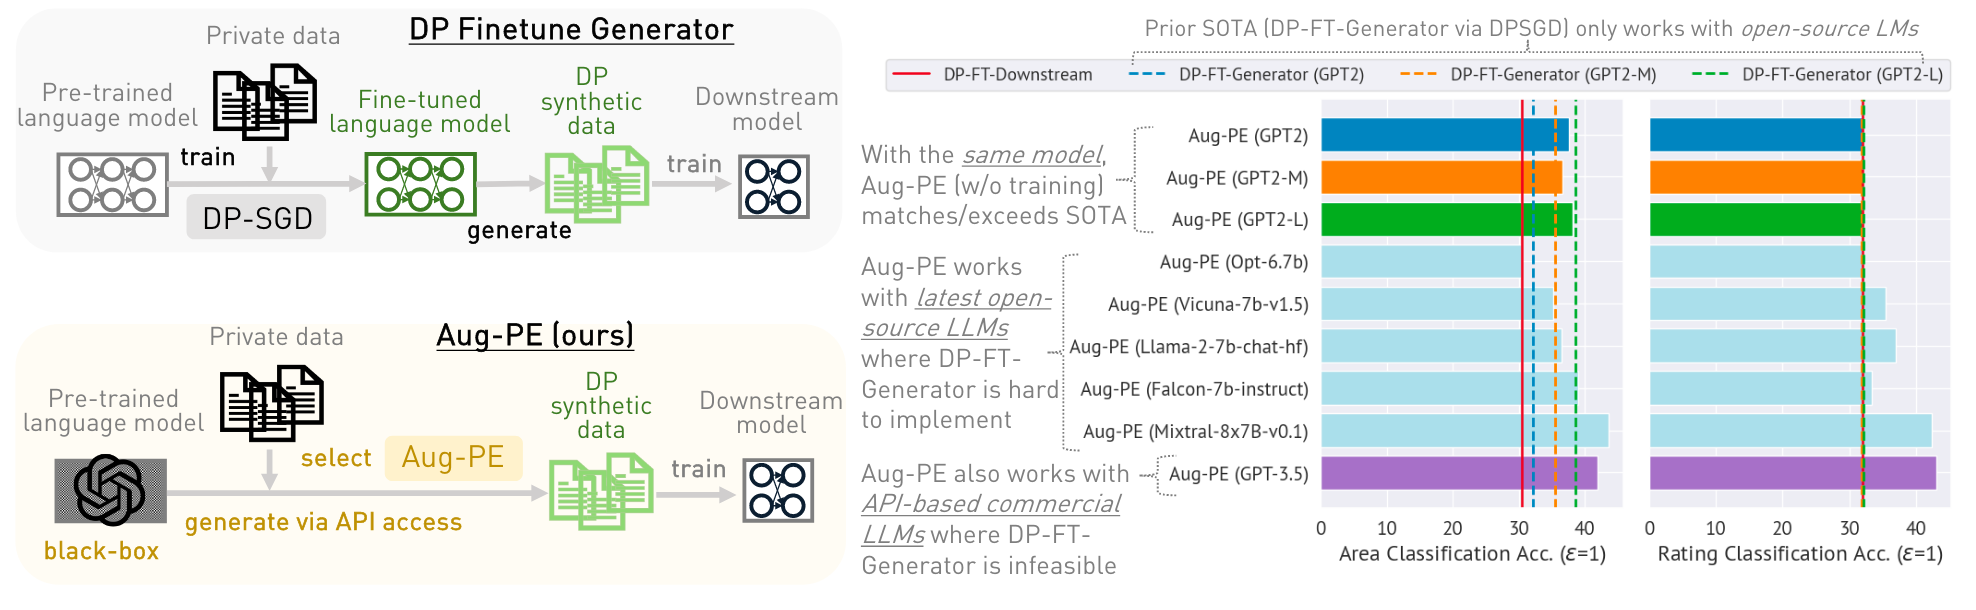 DP Finetune Generator
Private data
Pre-trained
language model
train
DP-SGD
Fine-tuned
language model
generate
DP
synthetic
data
train
Downstream
model
Aug-PE (ours)
Private data
Pre-trained
language model
black-box
select
Aug-PE
generate via API access
DP
synthetic
data
train
Downstream
model
Prior SOTA (DP-FT-Generator via DPSGD) only works with open-source LMs
DP-FT-Downstream
DP-FT-Generator (GPT2)
DP-FT-Generator (GPT2-M)
DP-FT-Generator (GPT2-L)
With the same model,
Aug-PE (w/o training)
matches/exceeds SOTA
Aug-PE works
with latest open-
source LLMs
where DP-FT-
Generator is hard
to implement
Aug-PE also works with
API-based commercial
LLMs where DP-FT-
Generator is infeasible
Aug-PE (GPT2)
Aug-PE (GPT2-M)
Aug-PE (GPT2-L)
Aug-PE (Opt-6.7b)
Aug-PE (Vicuna-7b-v1.5)
Aug-PE (Llama-2-7b-chat-hf)
Aug-PE (Falcon-7b-instruct)
Aug-PE (Mixtral-8x7B-v0.1)
Aug-PE (GPT-3.5)
0 10 20 30 40
Area Classification Acc. (ε=1)
0 10 20 30 40
Rating Classification Acc. (ε=1)